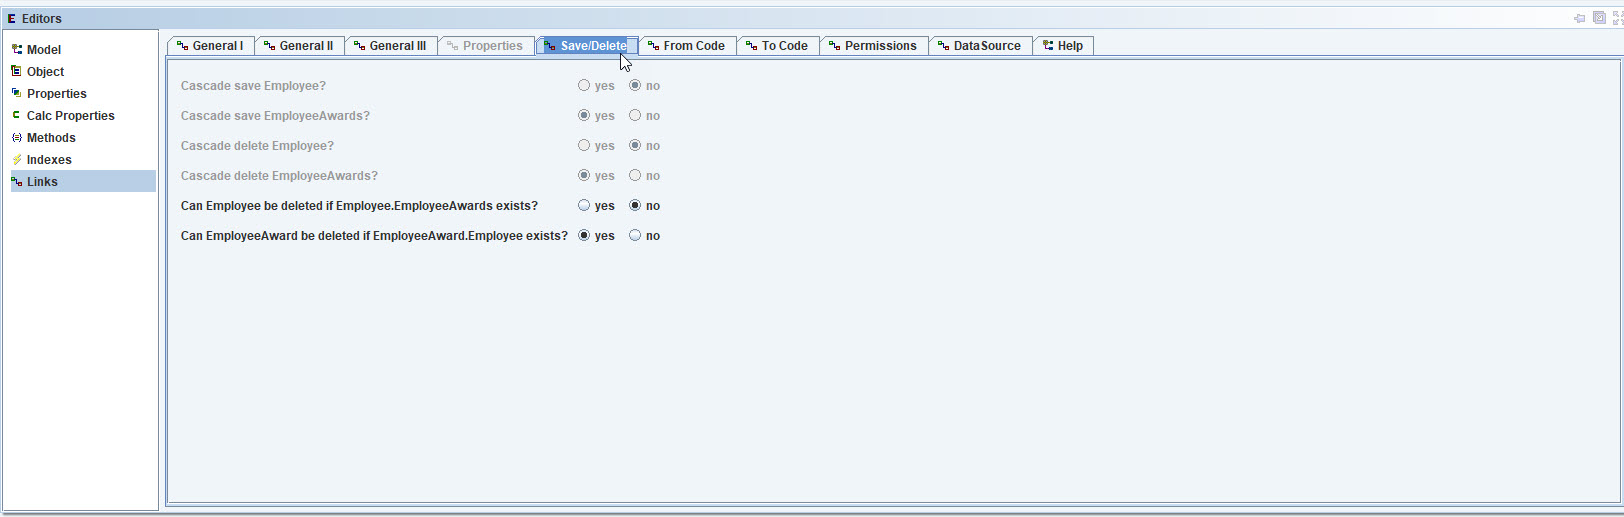 Editors
Model
Object
Properties
Calc Properties
Methods
Indexes
Links
General I General II General III Properties Save/Delete From Code To Code Permissions DataSource Help
Cascade save Employee? yes no
Cascade save EmployeeAwards? yes no
Cascade delete Employee? yes no
Cascade delete EmployeeAwards? yes no
Can Employee be deleted if Employee.EmployeeAwards exists? yes no
Can EmployeeAward be deleted if EmployeeAward.Employee exists? yes no